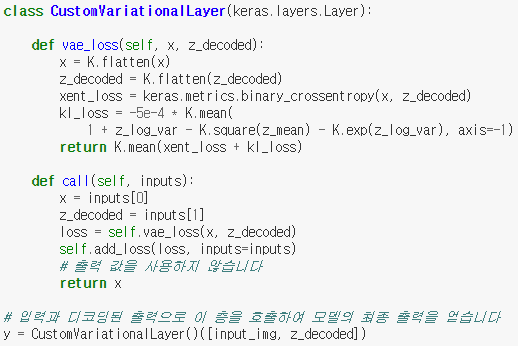 class CustomVariationalLayer(keras.layers.Layer):
def vae_loss(self, x, z_decoded):
x = K.flatten(x)
z_decoded = K.flatten(z_decoded)
xent_loss = keras.metrics.binary_crossentropy(x, z_decoded)
kl_loss = -5e-4 * K.mean(
1 + z_log_var - K.square(z_mean) - K.exp(z_log_var), axis=-1)
return K.mean(xent_loss + kl_loss)
def call(self, inputs):
x = inputs[0]
z_decoded = inputs[1]
loss = self.vae_loss(x, z_decoded)
self.add_loss(loss, inputs=inputs)
# 출력 값을 사용하지 않습니다
return x
# 입력과 디코딩된 출력으로 이 층을 호출하여 모델의 최종 출력을 얻습니다
y = CustomVariationalLayer()([input_img, z_decoded])